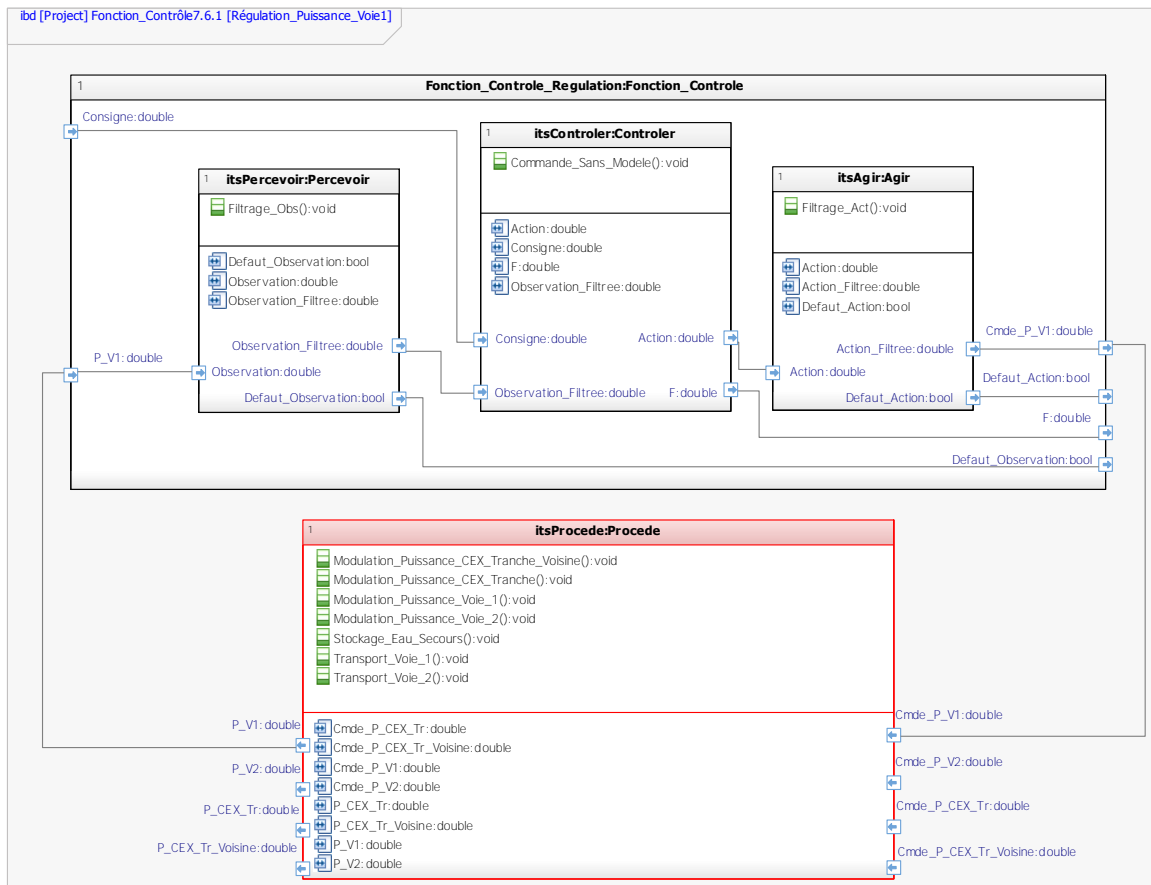 ibd [Project] Fonction_Contrôle7.6.1 [Régulation_Puissance_Voie1]
1
Fonction_Controle_Regulation:Fonction_Controle
Consigne:double
1
itsPercevoir:Percevoir
Filtrage_Obs():void
Defaut_Observation:bool
Observation:double
Observation_Filtree:double
P_V1:double
Observation_Filtree:double
Observation:double
Defaut_Observation:bool
1
itsControler:Controler
Commande_Sans_Modele():void
Action:double
Consigne:double
F:double
Observation_Filtree:double
Consigne:double
Action:double
Observation_Filtree:double
F:double
1
itsAgir:Agir
Filtrage_Act():void
Action:double
Action_Filtree:double
Defaut_Action:bool
Action_Filtree:double
Action:double
Defaut_Action:bool
Cmde_P_V1:double
Defaut_Action:bool
F:double
Defaut_Observation:bool
1
itsProcede:Procede
Modulation_Puissance_CEX_Tranche_Voisine():void
Modulation_Puissance_CEX_Tranche():void
Modulation_Puissance_Voie_1():void
Modulation_Puissance_Voie_2():void
Stockage_Eau_Secours():void
Transport_Voie_1():void
Transport_Voie_2():void
Cmde_P_CEX_Tr:double
Cmde_P_CEX_Tr_Voisine:double
Cmde_P_V1:double
Cmde_P_V2:double
P_CEX_Tr:double
P_CEX_Tr_Voisine:double
P_V1:double
P_V2:double
P_V1:double
P_V2:double
P_CEX_Tr:double
P_CEX_Tr_Voisine:double
Cmde_P_V1:double
Cmde_P_V2:double
Cmde_P_CEX_Tr:double
Cmde_P_CEX_Tr_Voisine:double